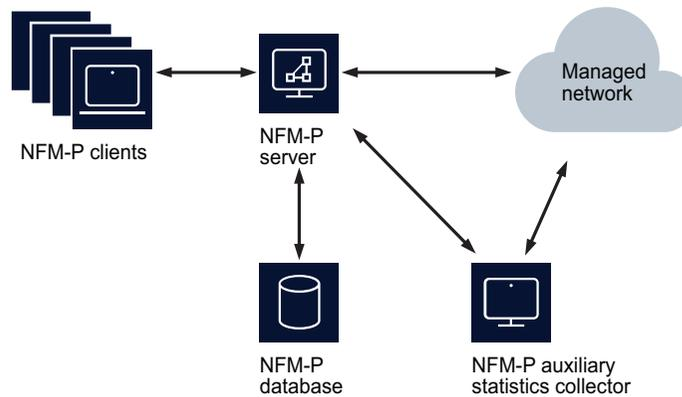 Managed
network
NFM-P clients
NFM-P
server
NFM-P
database
NFM-P auxiliary
statistics collector